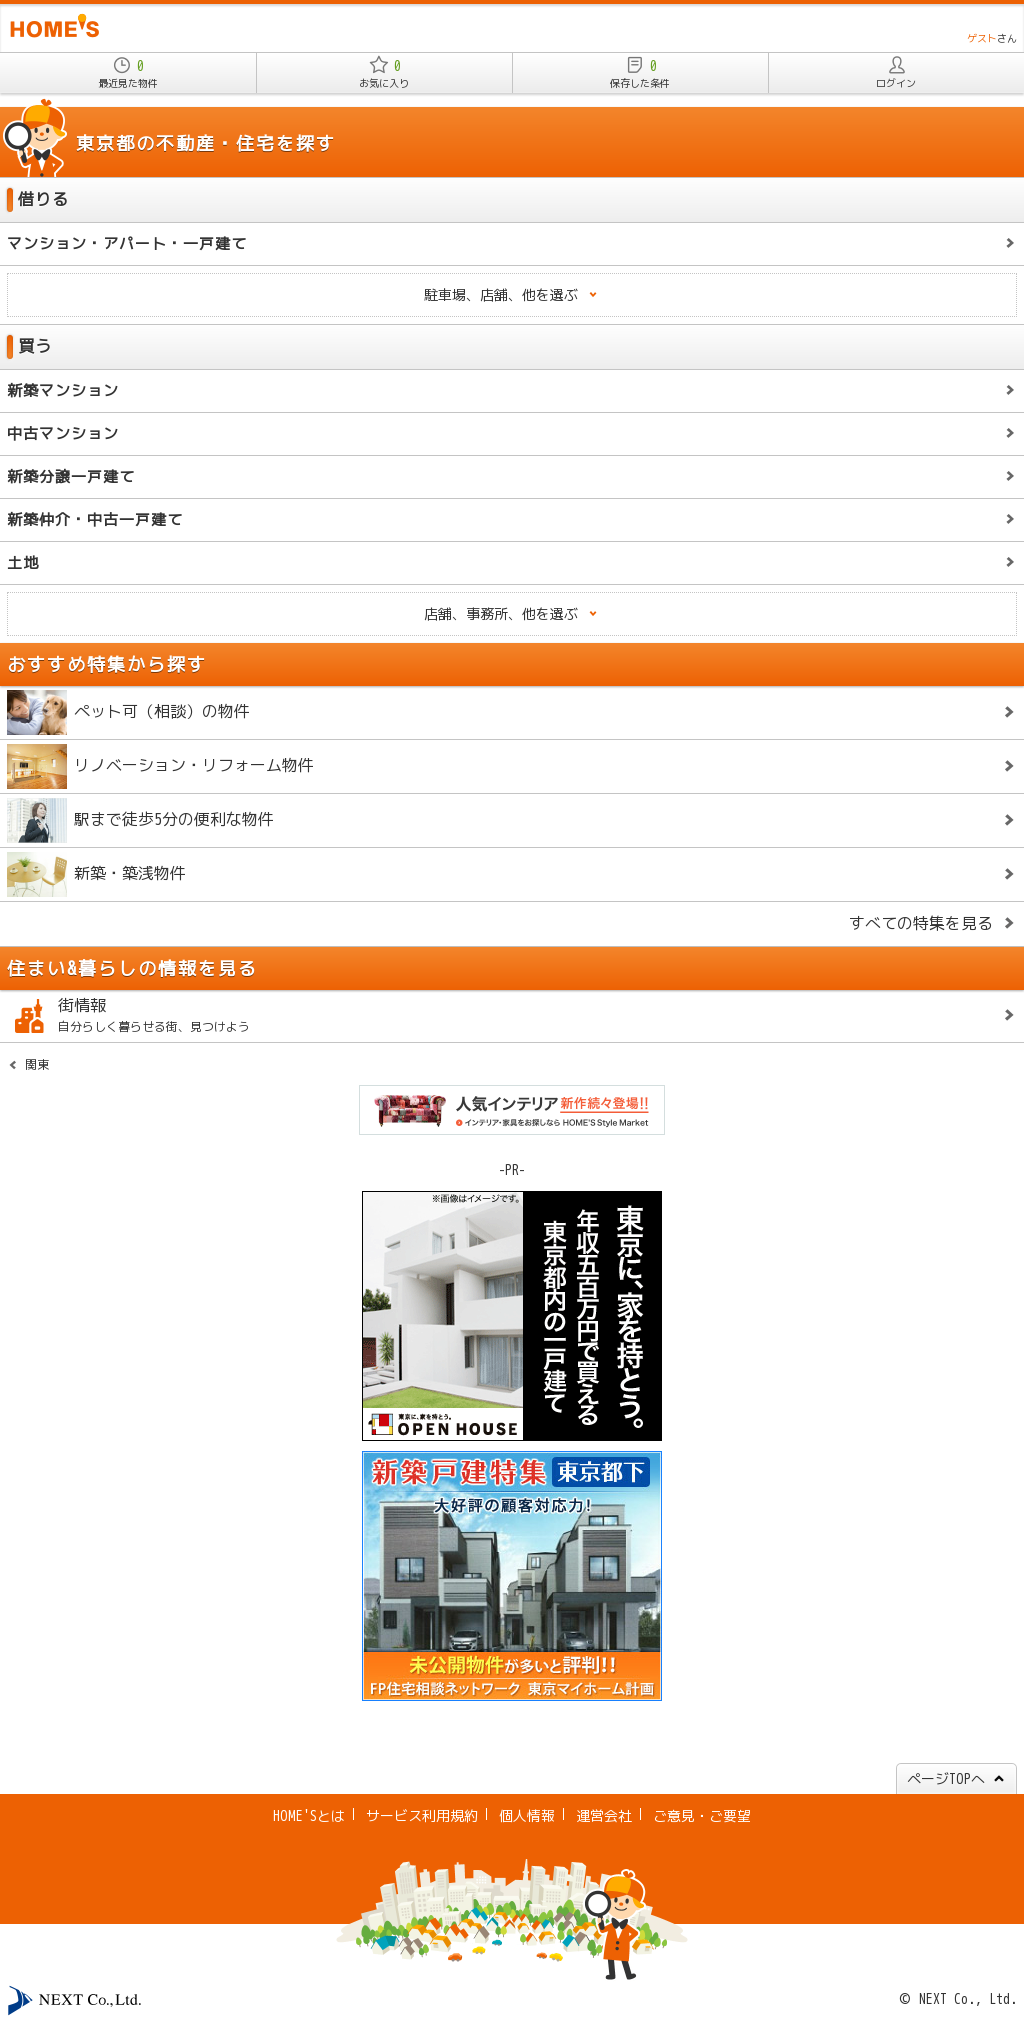 HOME'S
ゲストさん
0
最近見た物件
0
お気に入り
0
保存した条件
ログイン
東京都の不動産・住宅を探す
借りる
マンション・アパート・一戸建て
駐車場、店舗、他を選ぶ
買う
新築マンション
中古マンション
新築分譲一戸建て
新築仲介・中古一戸建て
土地
店舗、事務所、他を選ぶ
おすすめ特集から探す
ペット可（相談）の物件
リノベーション・リフォーム物件
駅まで徒歩5分の便利な物件
新築・築浅物件
すべての特集を見る
住まい&暮らしの情報を見る
街情報
自分らしく暮らせる街、見つけよう
関東
人気インテリア新作続々登場!!
インテリア・家具をお探しなら HOME'S Style Market
-PR-
※画像はイメージです。
東京に、家を持とう。
年収五百万円で買える
東京都内の一戸建て
東京に、家を持とう。
OPEN HOUSE
新築戸建特集 東京都下
大好評の顧客対応力！
未公開物件が多いと評判!!
FP住宅相談ネットワーク 東京マイホーム計画
ページTOPへ
HOME'Sとは
サービス利用規約
個人情報
運営会社
ご意見・ご要望
NEXT Co.,Ltd.
© NEXT Co., Ltd.